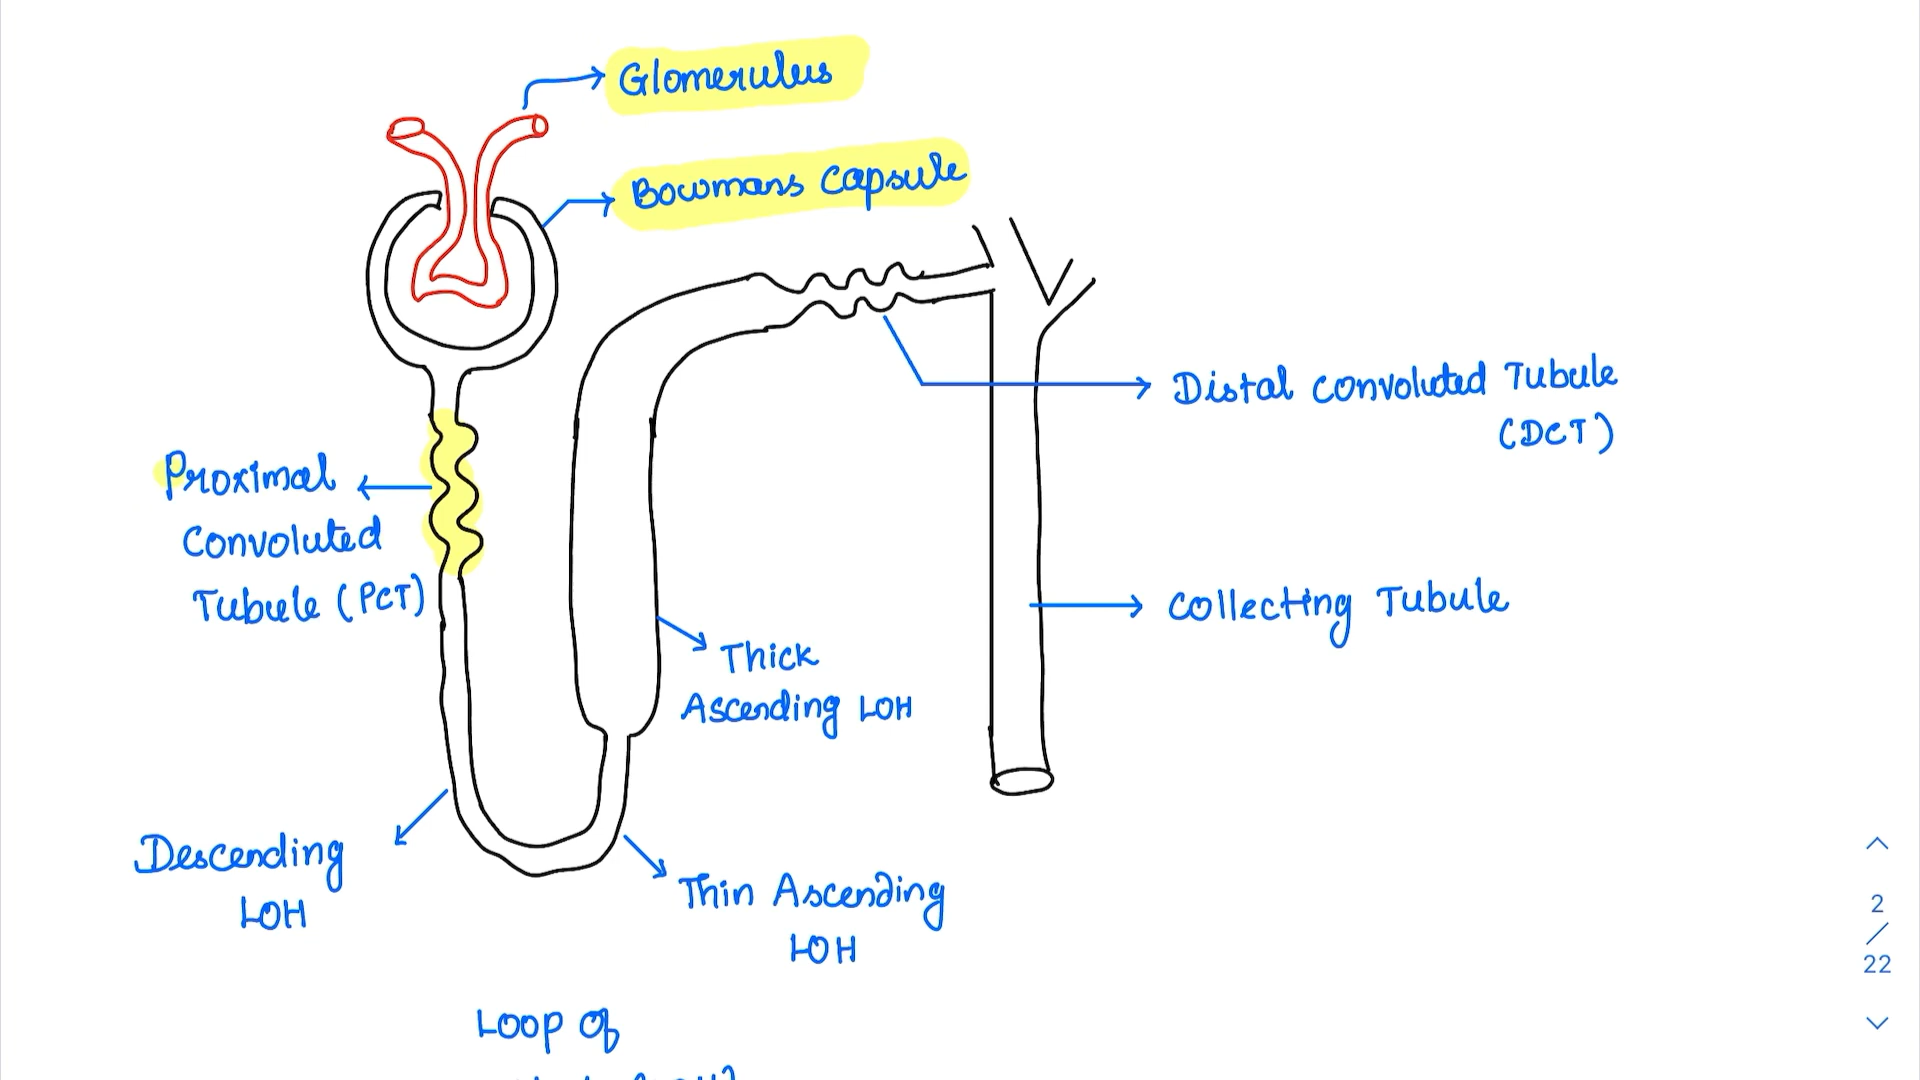 Glomerulus
Bowmans Capsule
Distal Convoluted Tubule
(DCT)
Proximal
Convoluted
Tubule (PCT)
Collecting Tubule
Thick
Ascending LOH
Descending
LOH
Thin Ascending
LOH
Loop of
2
/
22